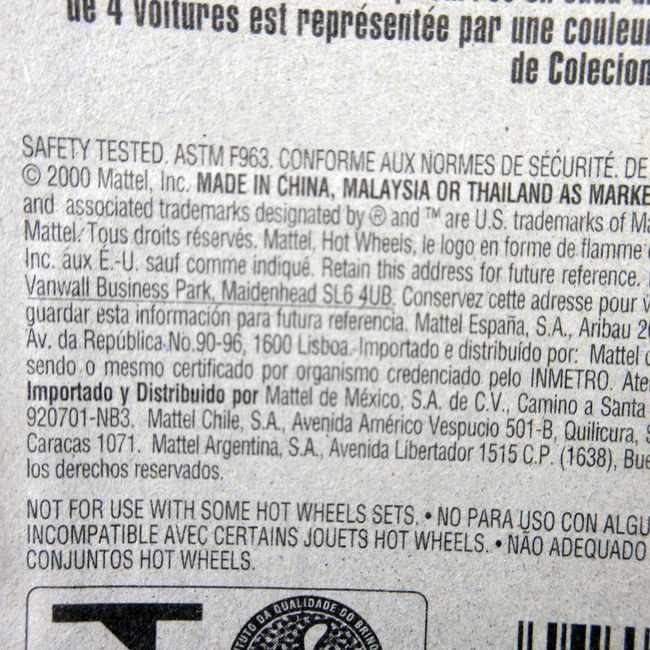 de 4 voitures est représentée par une couleur
de Colecion
SAFETY TESTED. ASTM F963. CONFORME AUX NORMES DE SÉCURITÉ. DE
© 2000 Mattel, Inc. MADE IN CHINA, MALAYSIA OR THAILAND AS MARKE
and associated trademarks designated by ® and ™ are U.S. trademarks of Ma
Mattel. Tous droits réservés. Mattel, Hot Wheels, le logo en forme de flamme
Inc. aux É.-U. sauf comme indiqué. Retain this address for future reference.
Vanwall Business Park, Maidenhead SL6 4UB. Conservez cette adresse pour v
guardar esta información para futura referencia. Mattel España, S.A., Aribau 20
Av. da República No.90-96, 1600 Lisboa. Importado e distribuído por: Mattel d
sendo o mesmo certificado por organismo credenciado pelo INMETRO. Ate
Importado y Distribuido por Mattel de México, S.A. de C.V., Camino a Santa
920701-NB3. Mattel Chile, S.A., Avenida Américo Vespucio 501-B, Quilicura, S
Caracas 1071. Mattel Argentina, S.A., Avenida Libertador 1515 C.P. (1638), Bue
los derechos reservados.
NOT FOR USE WITH SOME HOT WHEELS SETS. • NO PARA USO CON ALGU
INCOMPATIBLE AVEC CERTAINS JOUETS HOT WHEELS. • NÃO ADEQUADO
CONJUNTOS HOT WHEELS.
TUTO DA QUALIDADE DO BRINQ